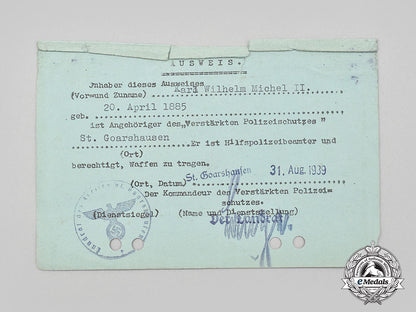 AUSWEIS.
Jnhaber dieses Ausweises
(Vor=und Zuname) Karl Wilhelm Michel II.
geb. 20. April 1885
ist Angehöriger des "Verstärkten Polizeischutzes"
St. Goarshausen Er ist Hilfspolizeibeamter und
(Ort)
berechtigt, Waffen zu tragen.
(Ort, Datum) St. Goarshausen 31. Aug. 1939
Der Kommandeur des Verstärkten Polizei=
schutzes.
(Dienstsiegel) (Name und Dienststellung)
Der Landrat